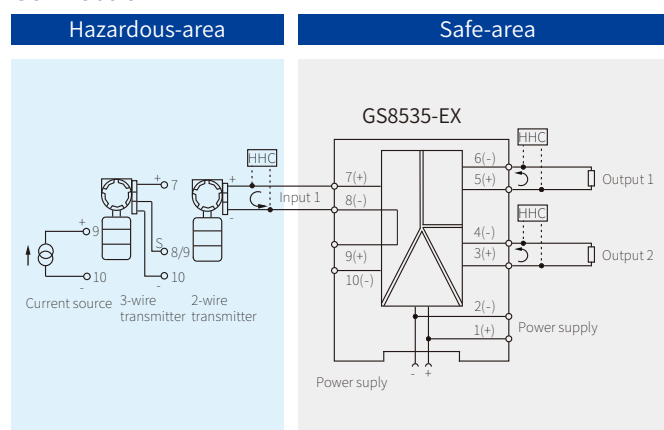 Hazardous-area
Safe-area
GS8535-EX
HHC
HHC
6(-)
+
7(+)
5(+)
Output 1
+
7
Input 1
8(-)
-
HHC
+
9
4(-)
S
8/9
9(+)
3(+)
Output 2
10
-
10
-
10(-)
Current source
3-wire
transmitter
2-wire
transmitter
2(-)
1(+)
Power supply
- +
Power suply